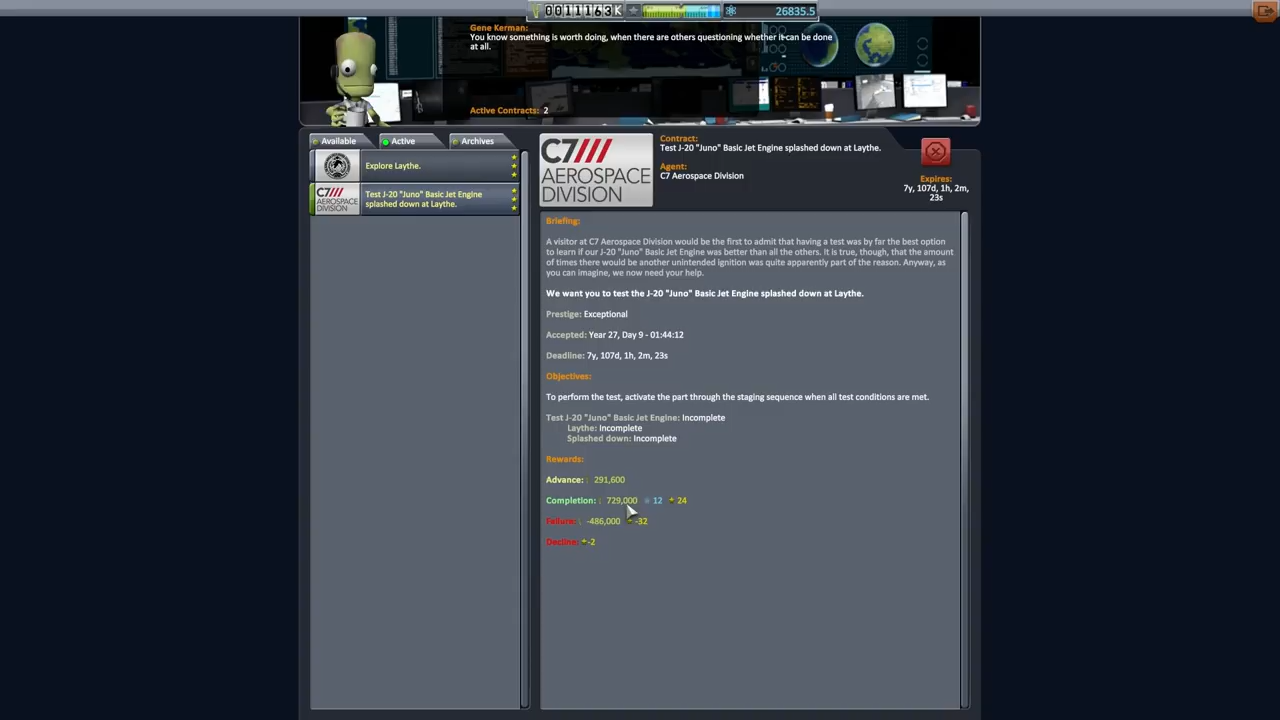 0011163K
26835.5
Gene Kerman:
You know something is worth doing, when there are others questioning whether it can be done
at all.
Active Contracts: 2
Available
Active
Archives
Explore Laythe.
C7///
AEROSPACE
DIVISION
Test J-20 "Juno" Basic Jet Engine
splashed down at Laythe.
C7///
AEROSPACE
DIVISION
Contract:
Test J-20 "Juno" Basic Jet Engine splashed down at Laythe.
Agent:
C7 Aerospace Division
Expires:
7y, 107d, 1h, 2m,
23s
Briefing:
A visitor at C7 Aerospace Division would be the first to admit that having a test was by far the best option
to learn if our J-20 "Juno" Basic Jet Engine was better than all the others. It is true, though, that the amount
of times there would be another unintended ignition was quite apparently part of the reason. Anyway, as
you can imagine, we now need your help.
We want you to test the J-20 "Juno" Basic Jet Engine splashed down at Laythe.
Prestige: Exceptional
Accepted: Year 27, Day 9 - 01:44:12
Deadline: 7y, 107d, 1h, 2m, 23s
Objectives:
To perform the test, activate the part through the staging sequence when all test conditions are met.
Test J-20 "Juno" Basic Jet Engine: Incomplete
Laythe: Incomplete
Splashed down: Incomplete
Rewards:
Advance: 291,600
Completion: 729,000 12 24
Failure: -486,000 -32
Decline: -2